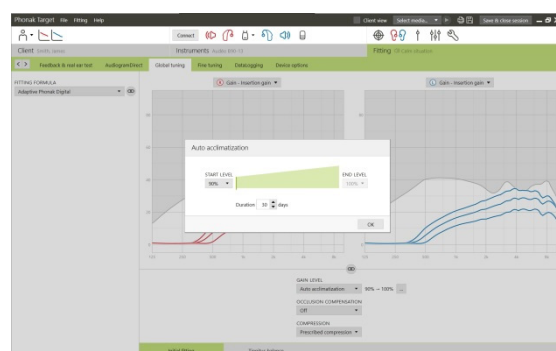 Phonak Target File Fitting Help
Client view Select media... Save & close session
Connect
Client Smith, James Instruments Audéo Fitting
Feedback & real ear test AudiogramDirect Global tuning Fine tuning DataLogging Device options
FITTING FORMULA
Adaptive Phonak Digital
Gain - Insertion gain
Gain - Insertion gain
Auto acclimatization
START LEVEL END LEVEL
90% 100%
Duration 30 days
OK
GAIN LEVEL
Auto acclimatization 90% → 100% ...
OCCLUSION COMPENSATION
Off
COMPRESSION
Prescribed compression
Initial fitting